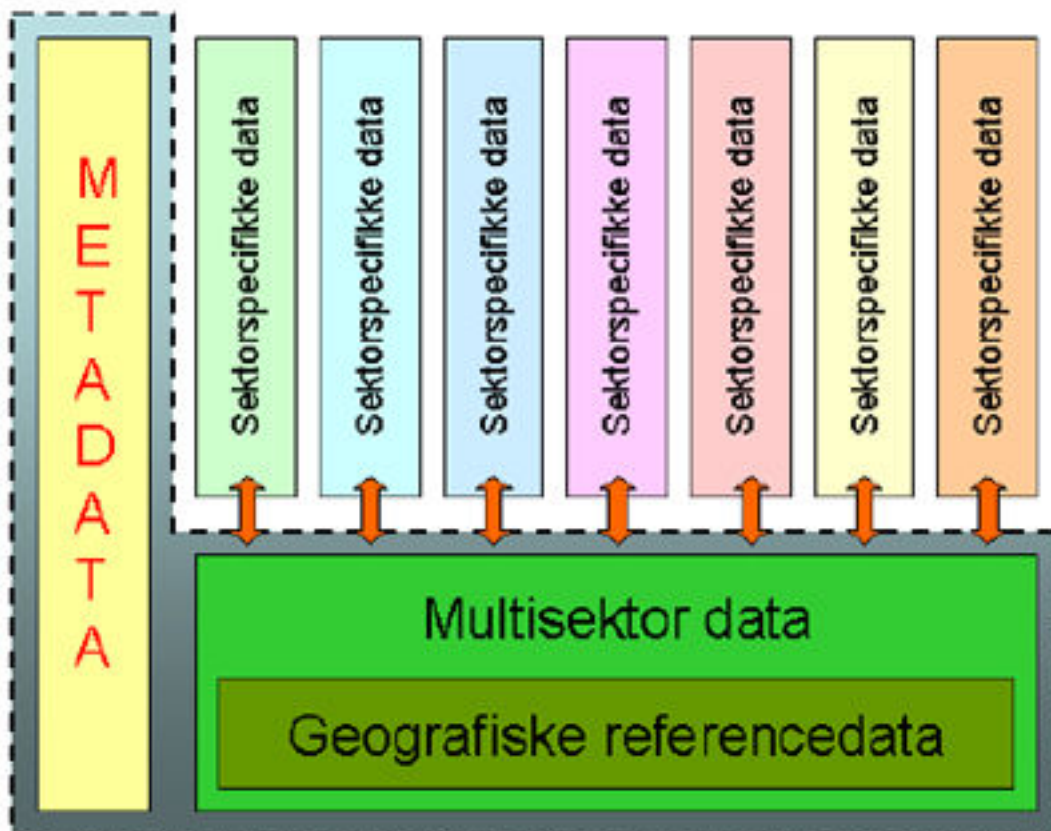 METADATA
Sektorspecifikke data
Sektorspecifikke data
Sektorspecifikke data
Sektorspecifikke data
Sektorspecifikke data
Sektorspecifikke data
Sektorspecifikke data
Multisektor data
Geografiske referencedata